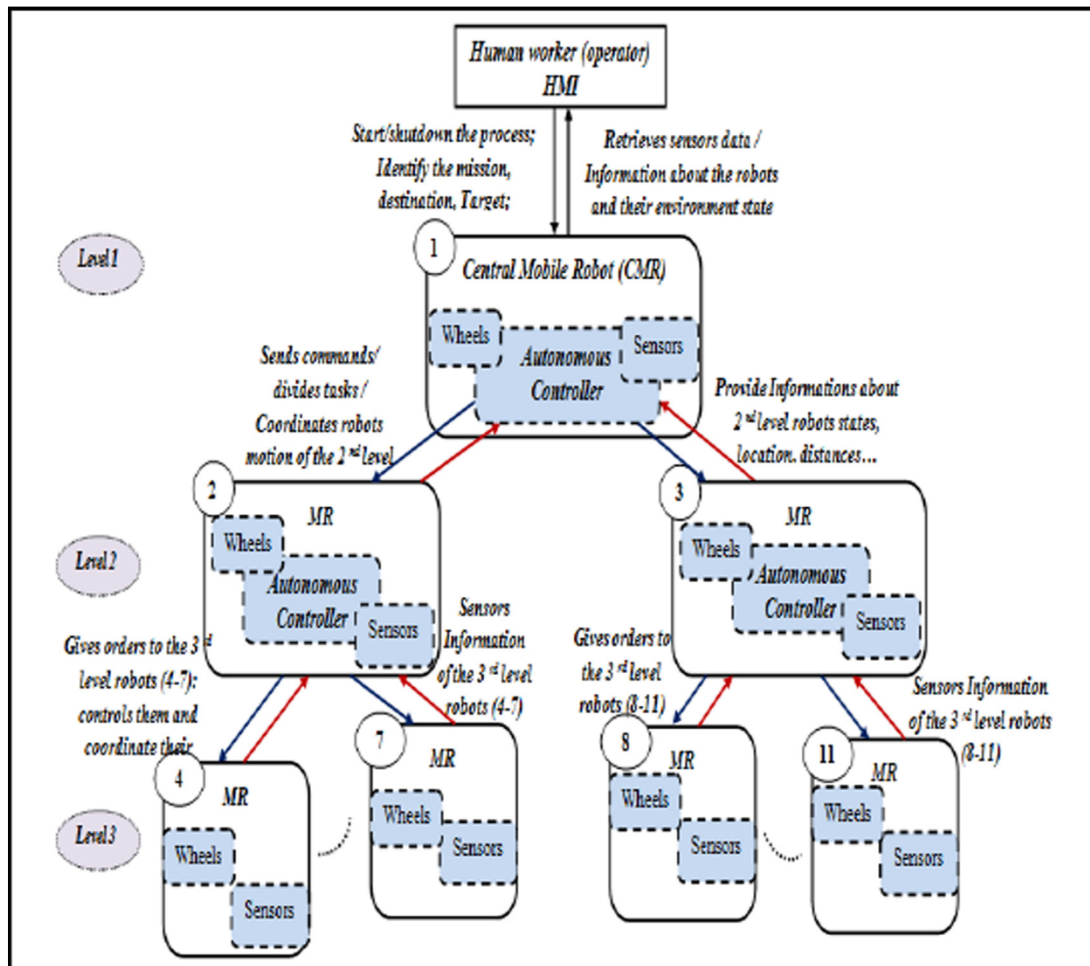 Human worker (operator)
HMI
Start/shutdown the process;
Identify the mission,
destination, Target;
Retrieves sensors data /
Information about the robots
and their environment state
Level 1
1
Central Mobile Robot (CMR)
Wheels
Autonomous
Controller
Sensors
Sends commands/
divides tasks /
Coordinates robots
motion of the 2nd level
Provide Informations about
2nd level robots states,
location, distances...
Level 2
2
MR
Wheels
Autonomous
Controller
Sensors
3
MR
Wheels
Autonomous
Controller
Sensors
Gives orders to the 3rd
level robots (4-7);
controls them and
coordinate their
Sensors
Information
of the 3rd level
robots (4-7)
Gives orders to
the 3rd level
robots (8-11)
Sensors Information
of the 3rd level robots
(8-11)
Level 3
4
MR
Wheels
Sensors
7
MR
Wheels
Sensors
8
MR
Wheels
Sensors
11
MR
Wheels
Sensors